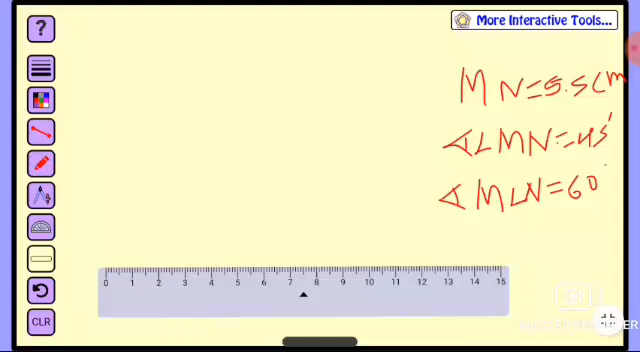 ?
More Interactive Tools...
M N=5.5cm
∢LMN=45°
∢MLN=60
0 1 2 3 4 5 6 7 8 9 10 11 12 13 14 15
CLR